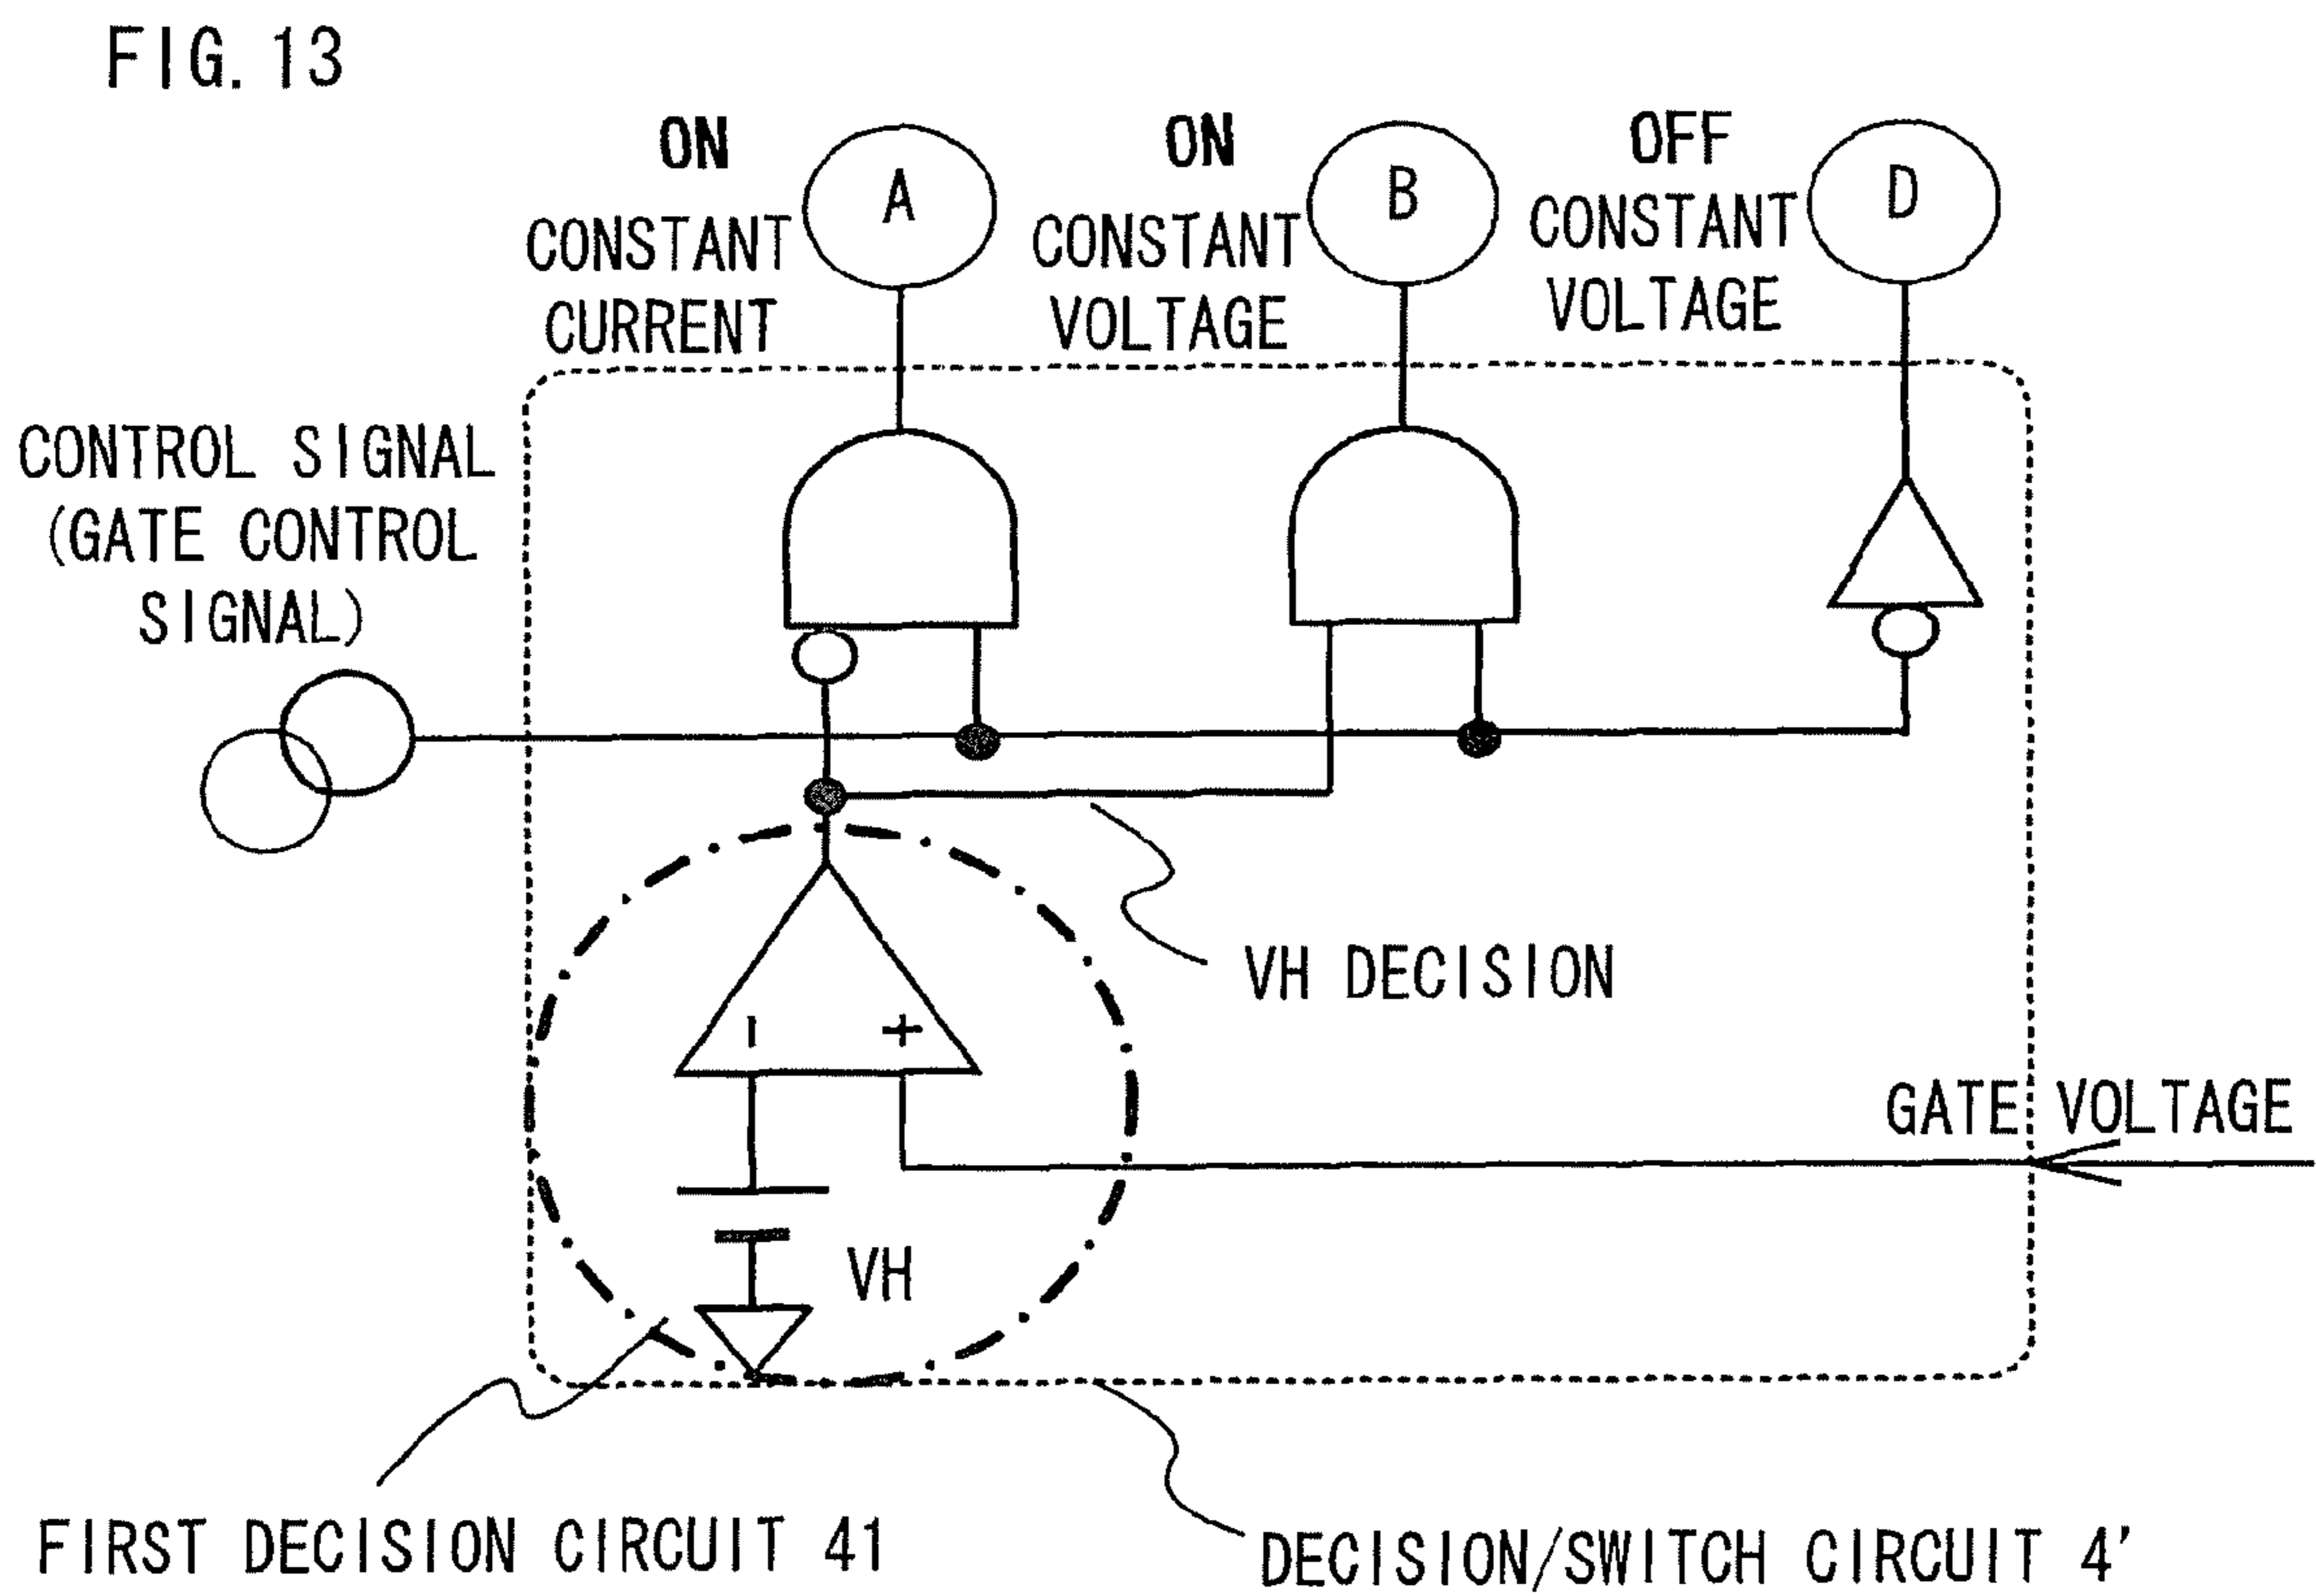 FIG. 13
ON
CONSTANT
CURRENT
A
ON
CONSTANT
VOLTAGE
B
OFF
CONSTANT
VOLTAGE
D
CONTROL SIGNAL
(GATE CONTROL
SIGNAL)
VH DECISION
- +
GATE VOLTAGE
VH
FIRST DECISION CIRCUIT 41
DECISION/SWITCH CIRCUIT 4'